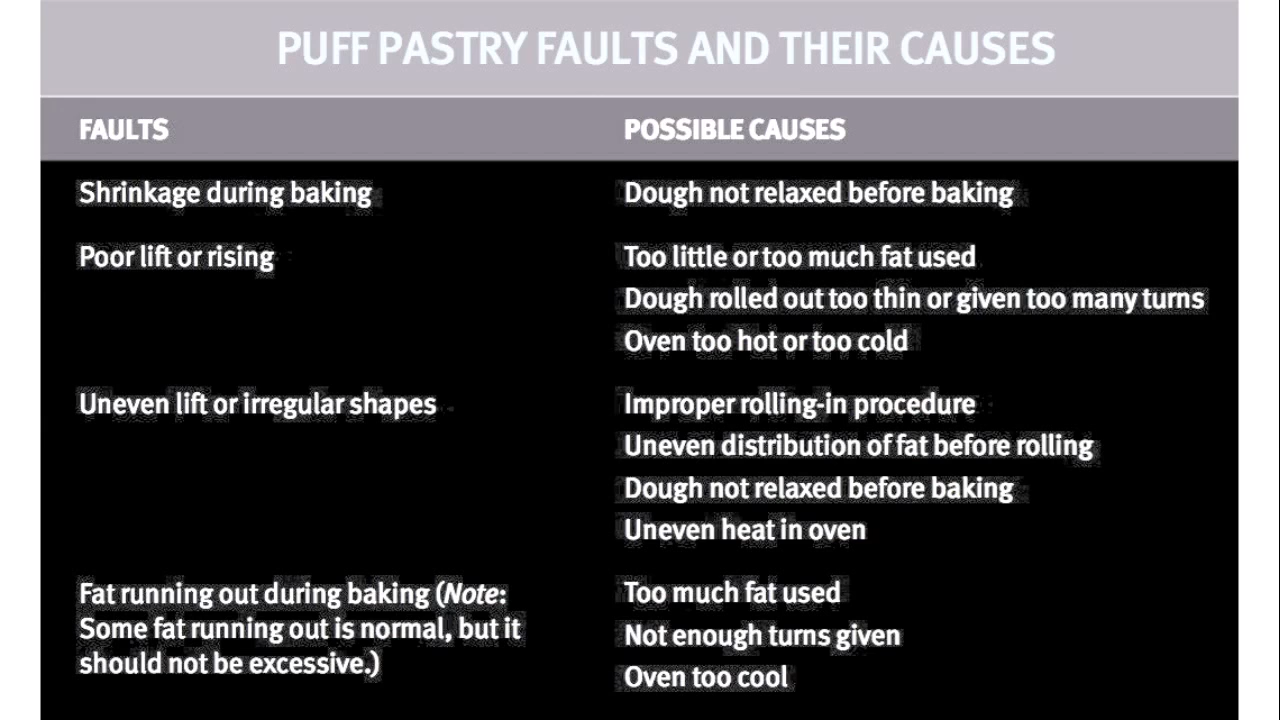 PUFF PASTRY FAULTS AND THEIR CAUSES
FAULTS POSSIBLE CAUSES
Shrinkage during baking Dough not relaxed before baking
Poor lift or rising Too little or too much fat used
Dough rolled out too thin or given too many turns
Oven too hot or too cold
Uneven lift or irregular shapes Improper rolling-in procedure
Uneven distribution of fat before rolling
Dough not relaxed before baking
Uneven heat in oven
Fat running out during baking (Note: Too much fat used
Some fat running out is normal, but it Not enough turns given
should not be excessive.) Oven too cool